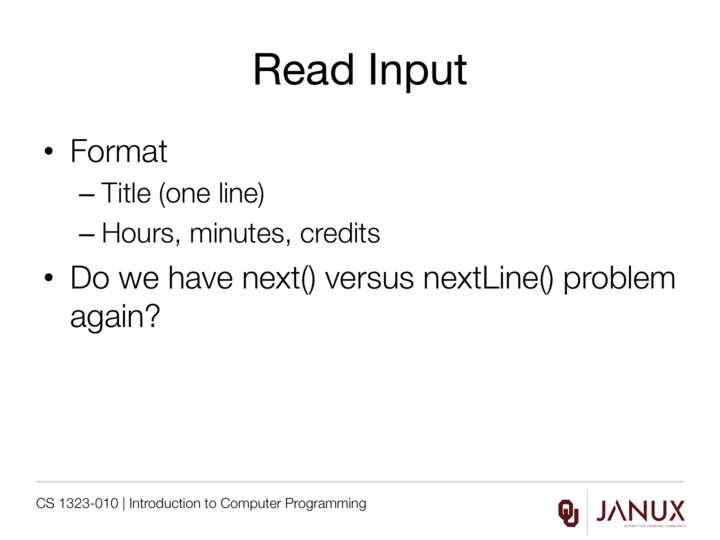 Read Input
• Format
– Title (one line)
– Hours, minutes, credits
• Do we have next() versus nextLine() problem
again?
CS 1323-010 | Introduction to Computer Programming
OU
JANUX
INTERACTIVE LEARNING COMMUNITY